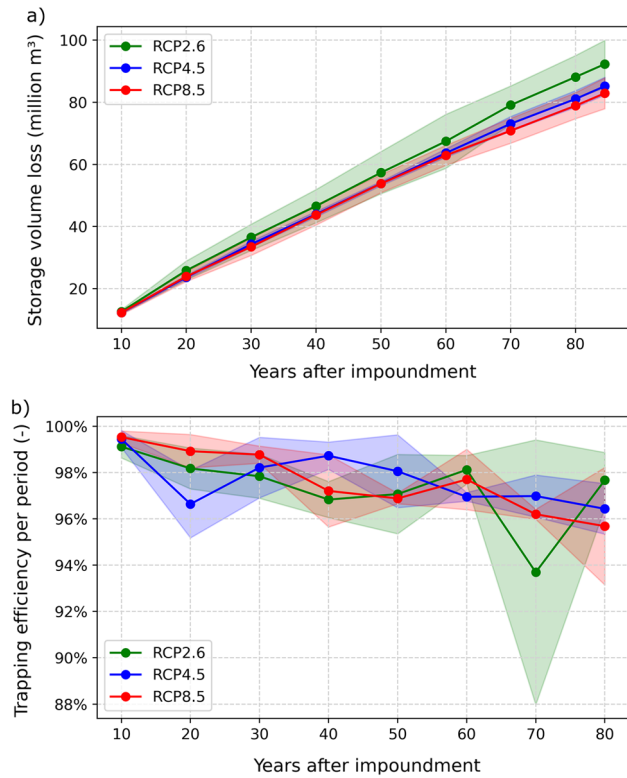 a)
Storage volume loss (million m³)
100
80
60
40
20
RCP2.6
RCP4.5
RCP8.5
10 20 30 40 50 60 70 80
Years after impoundment
b)
Trapping efficiency per period (-)
100%
98%
96%
94%
92%
90%
88%
RCP2.6
RCP4.5
RCP8.5
10 20 30 40 50 60 70 80
Years after impoundment